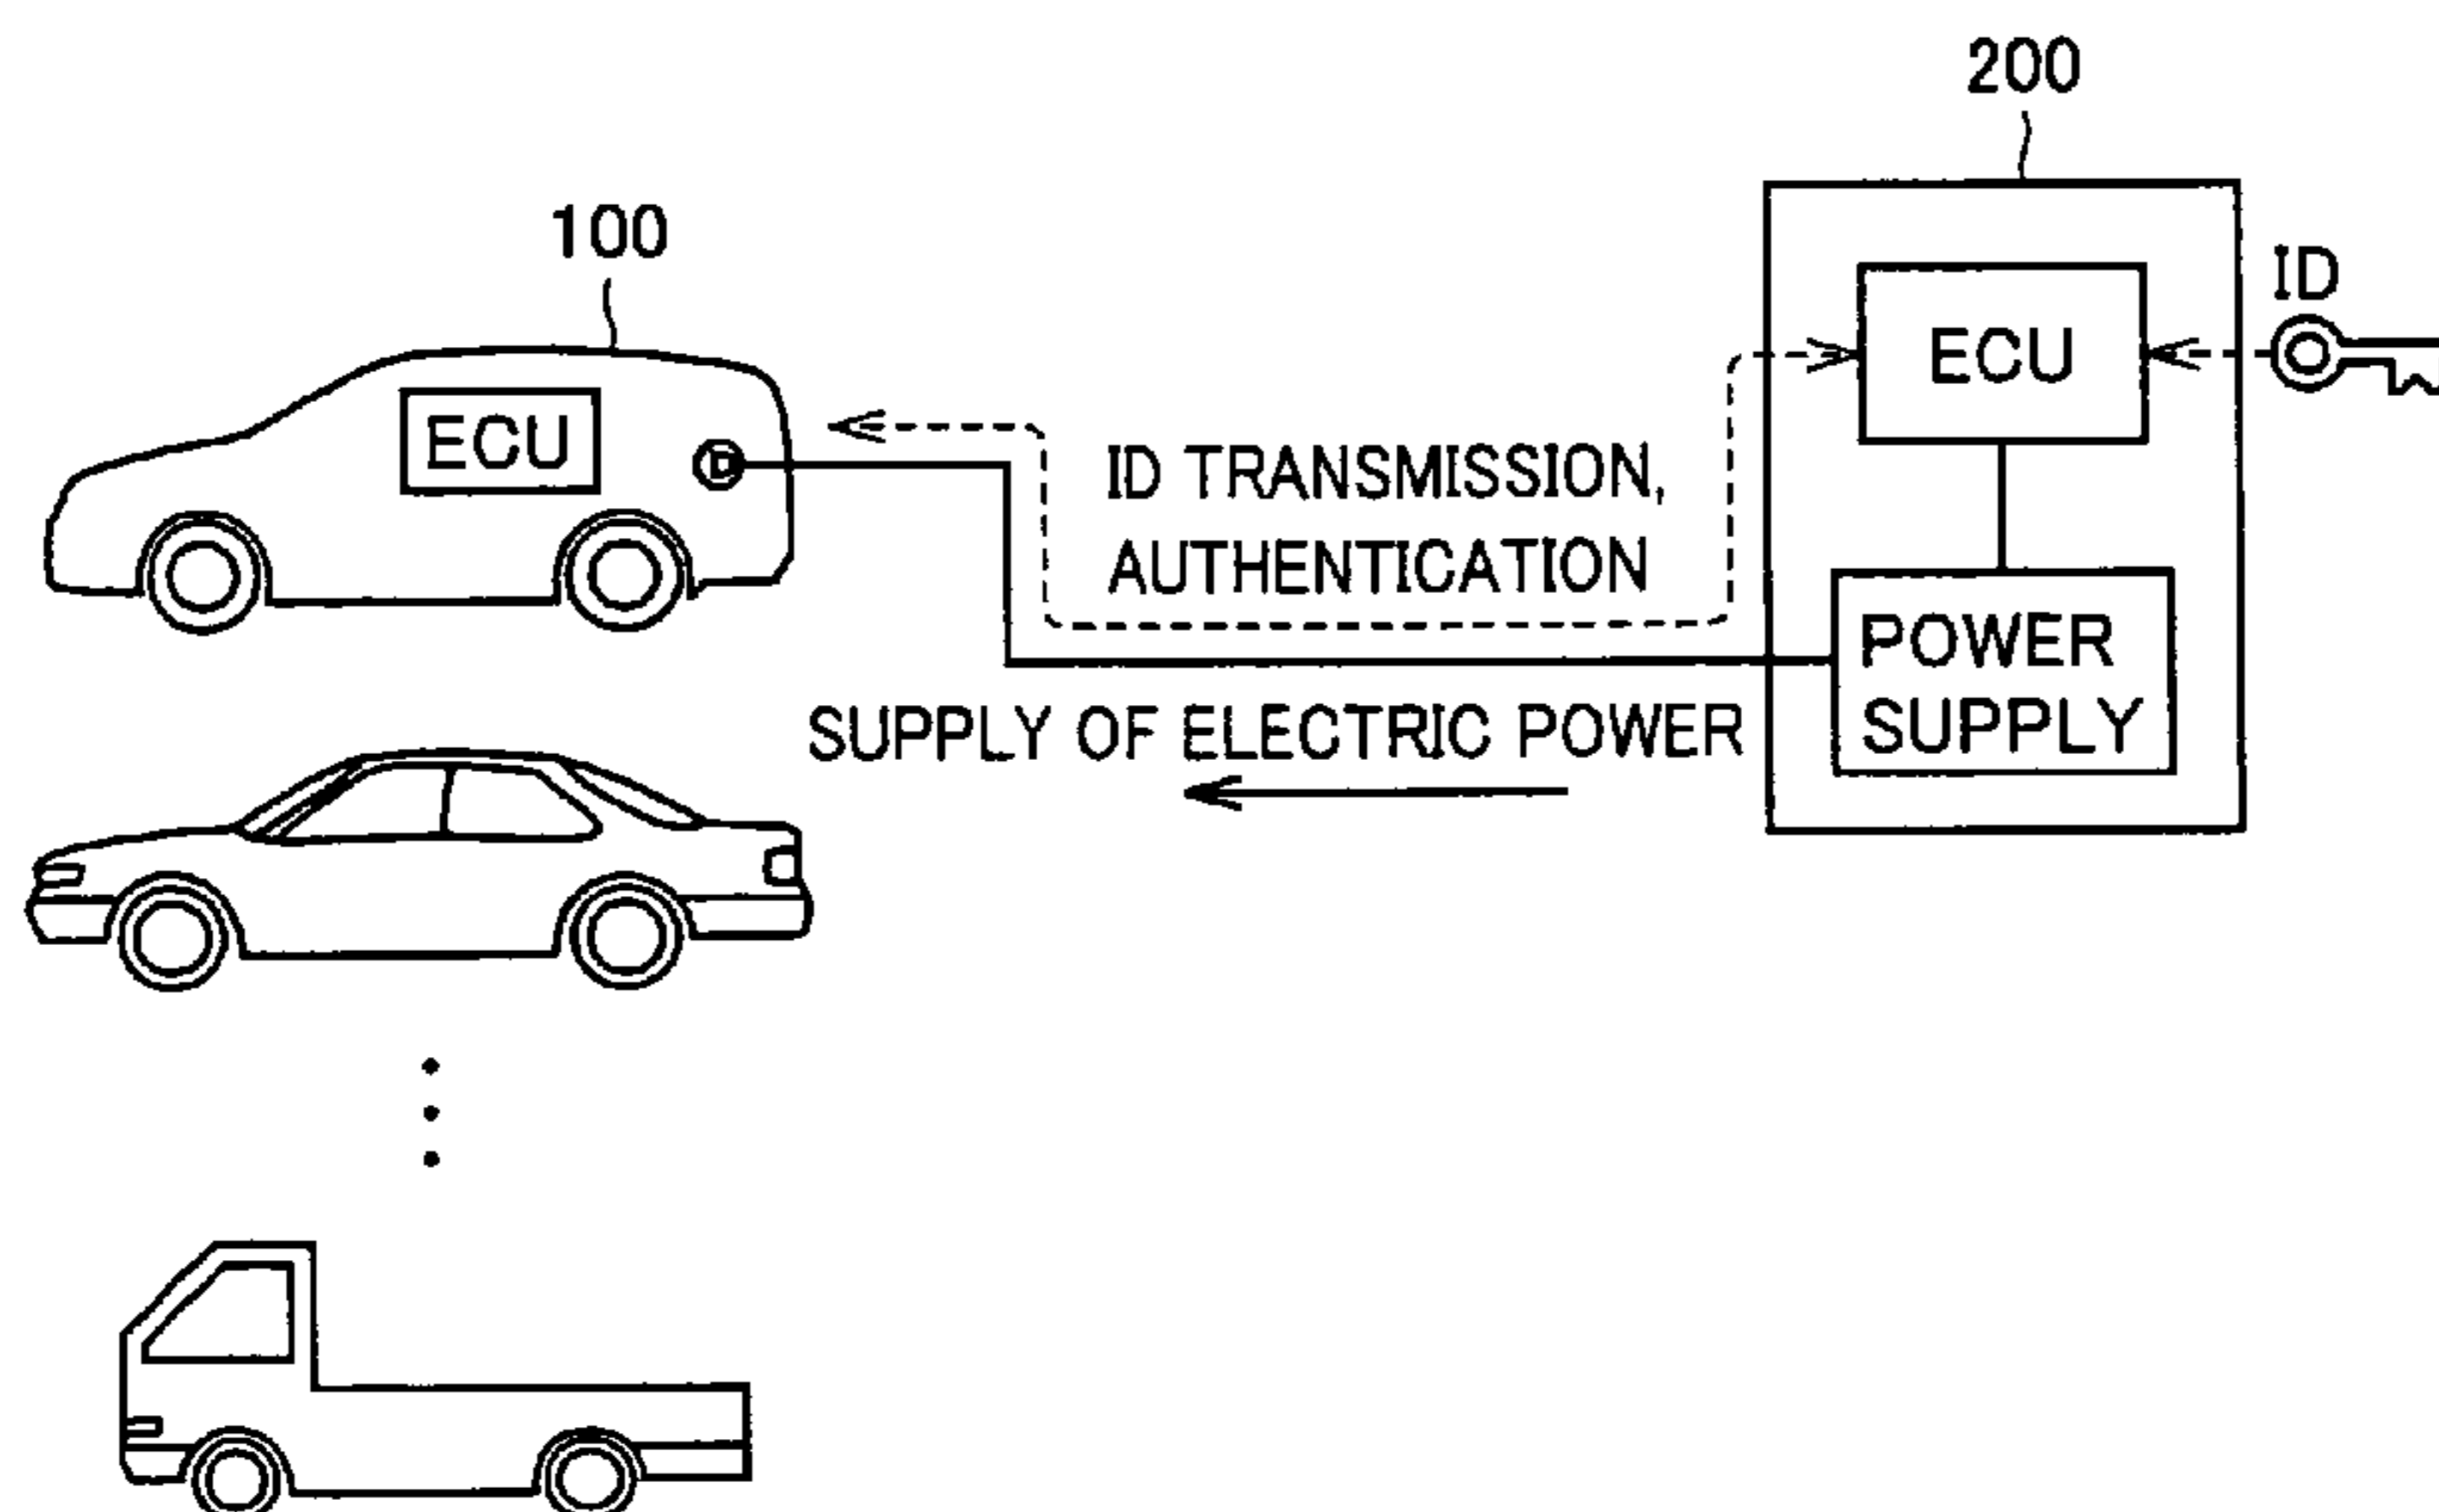 200
100
ID
ECU
ECU
ID TRANSMISSION,
AUTHENTICATION
POWER
SUPPLY
SUPPLY OF ELECTRIC POWER